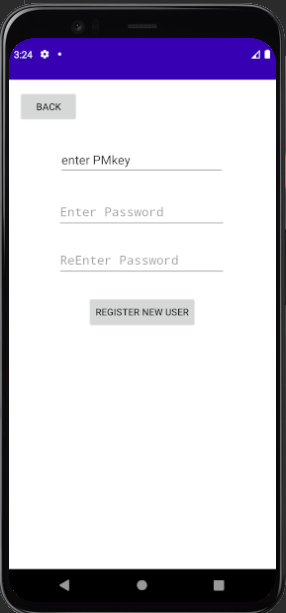 3:24
BACK
enter PMkey
Enter Password
ReEnter Password
REGISTER NEW USER